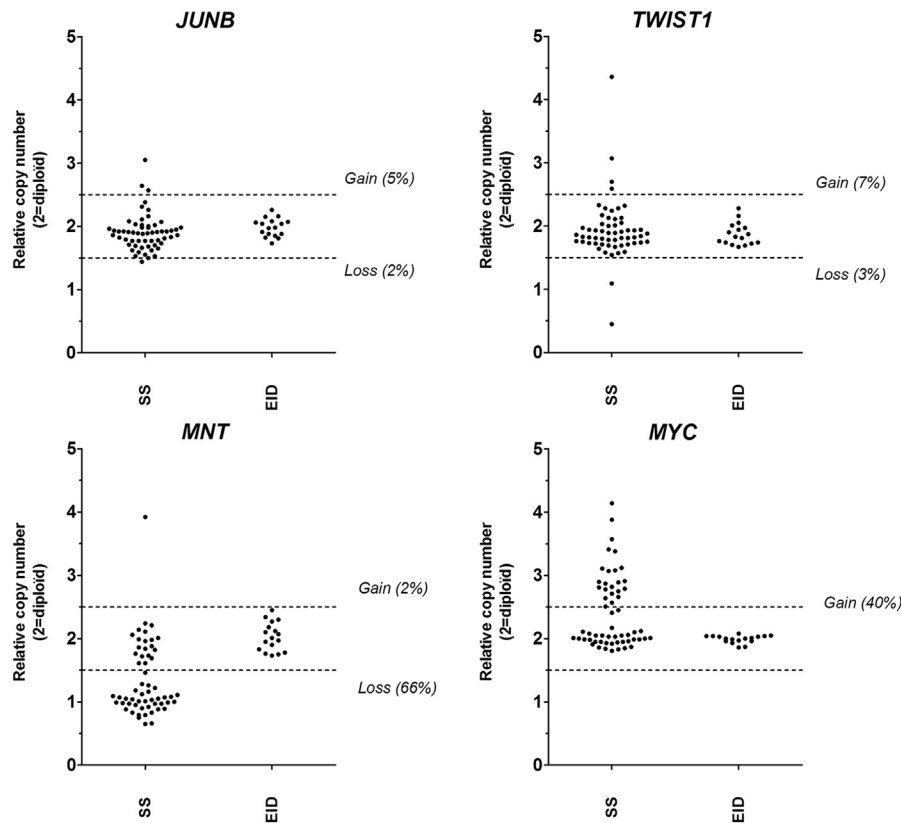 JUNB
Relative copy number
(2=diploïd)
5
4
3
2
1
0
Gain (5%)
Loss (2%)
SS
EID
TWIST1
Relative copy number
(2=diploïd)
5
4
3
2
1
0
Gain (7%)
Loss (3%)
SS
EID
MNT
Relative copy number
(2=diploïd)
5
4
3
2
1
0
Gain (2%)
Loss (66%)
SS
EID
MYC
Relative copy number
(2=diploïd)
5
4
3
2
1
0
Gain (40%)
SS
EID